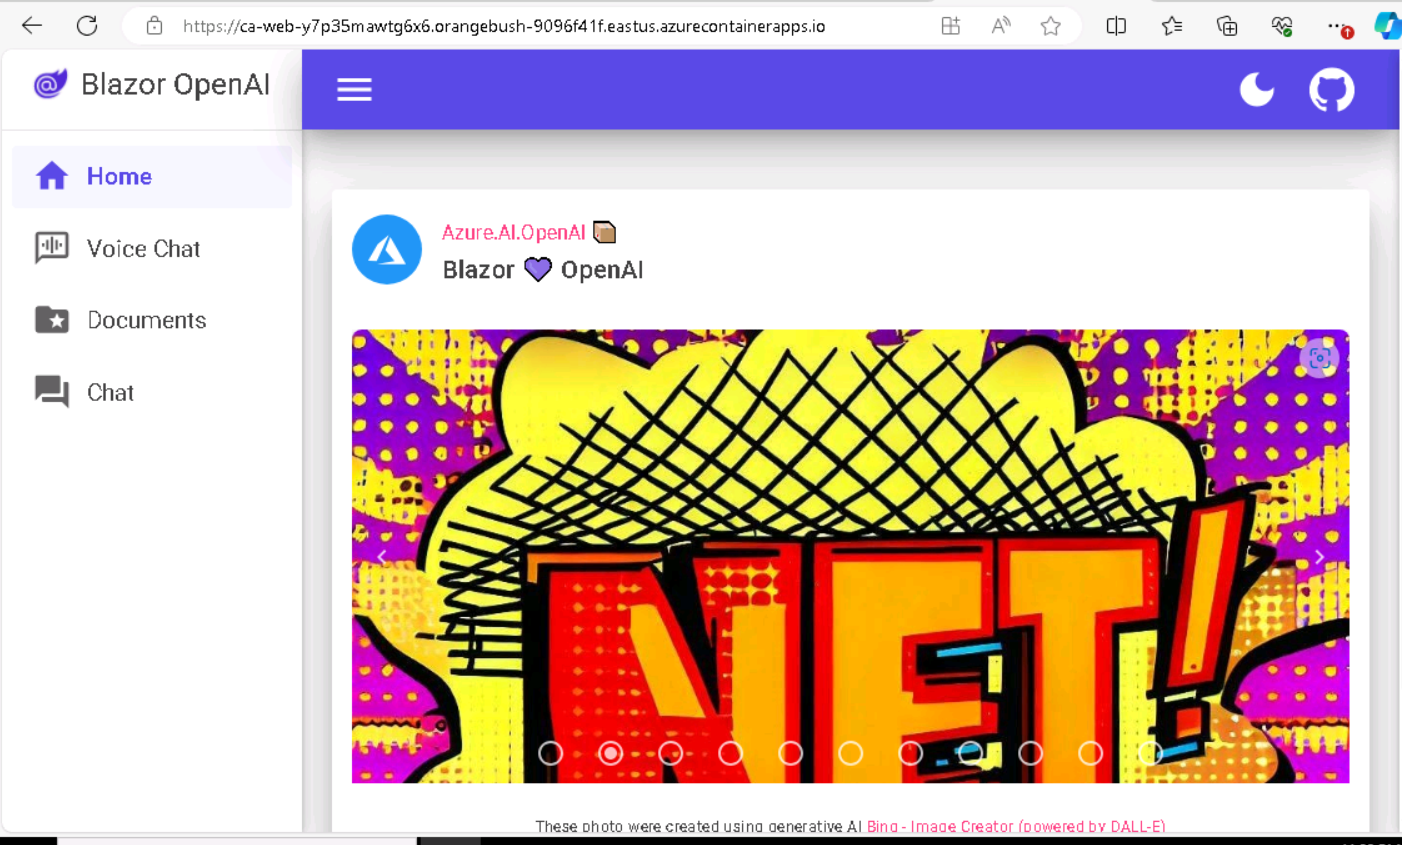 https://ca-web-y7p35mawtg6x6.orangebush-9096f41f.eastus.azurecontainerapps.io
Blazor OpenAI
Home
Voice Chat
Documents
Chat
Azure.AI.OpenAI 📦
Blazor 💜 OpenAI
NET!
These photo were created using generative AI Bing - Image Creator (powered by DALL-E)